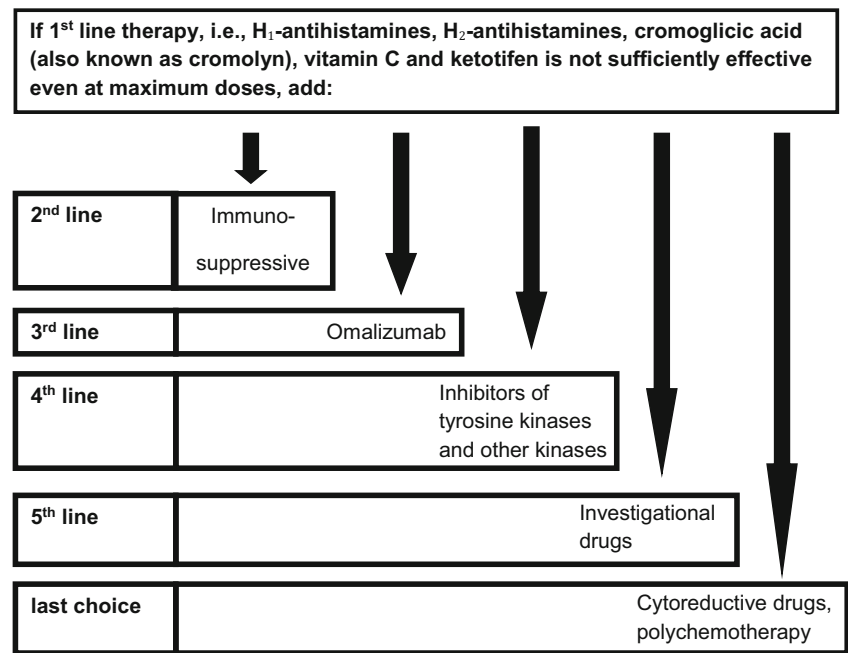 If 1st line therapy, i.e., H₁-antihistamines, H₂-antihistamines, cromoglicic acid
(also known as cromolyn), vitamin C and ketotifen is not sufficiently effective
even at maximum doses, add:
2nd line
Immuno-
suppressive
3rd line
Omalizumab
4th line
Inhibitors of
tyrosine kinases
and other kinases
5th line
Investigational
drugs
last choice
Cytoreductive drugs,
polychemotherapy